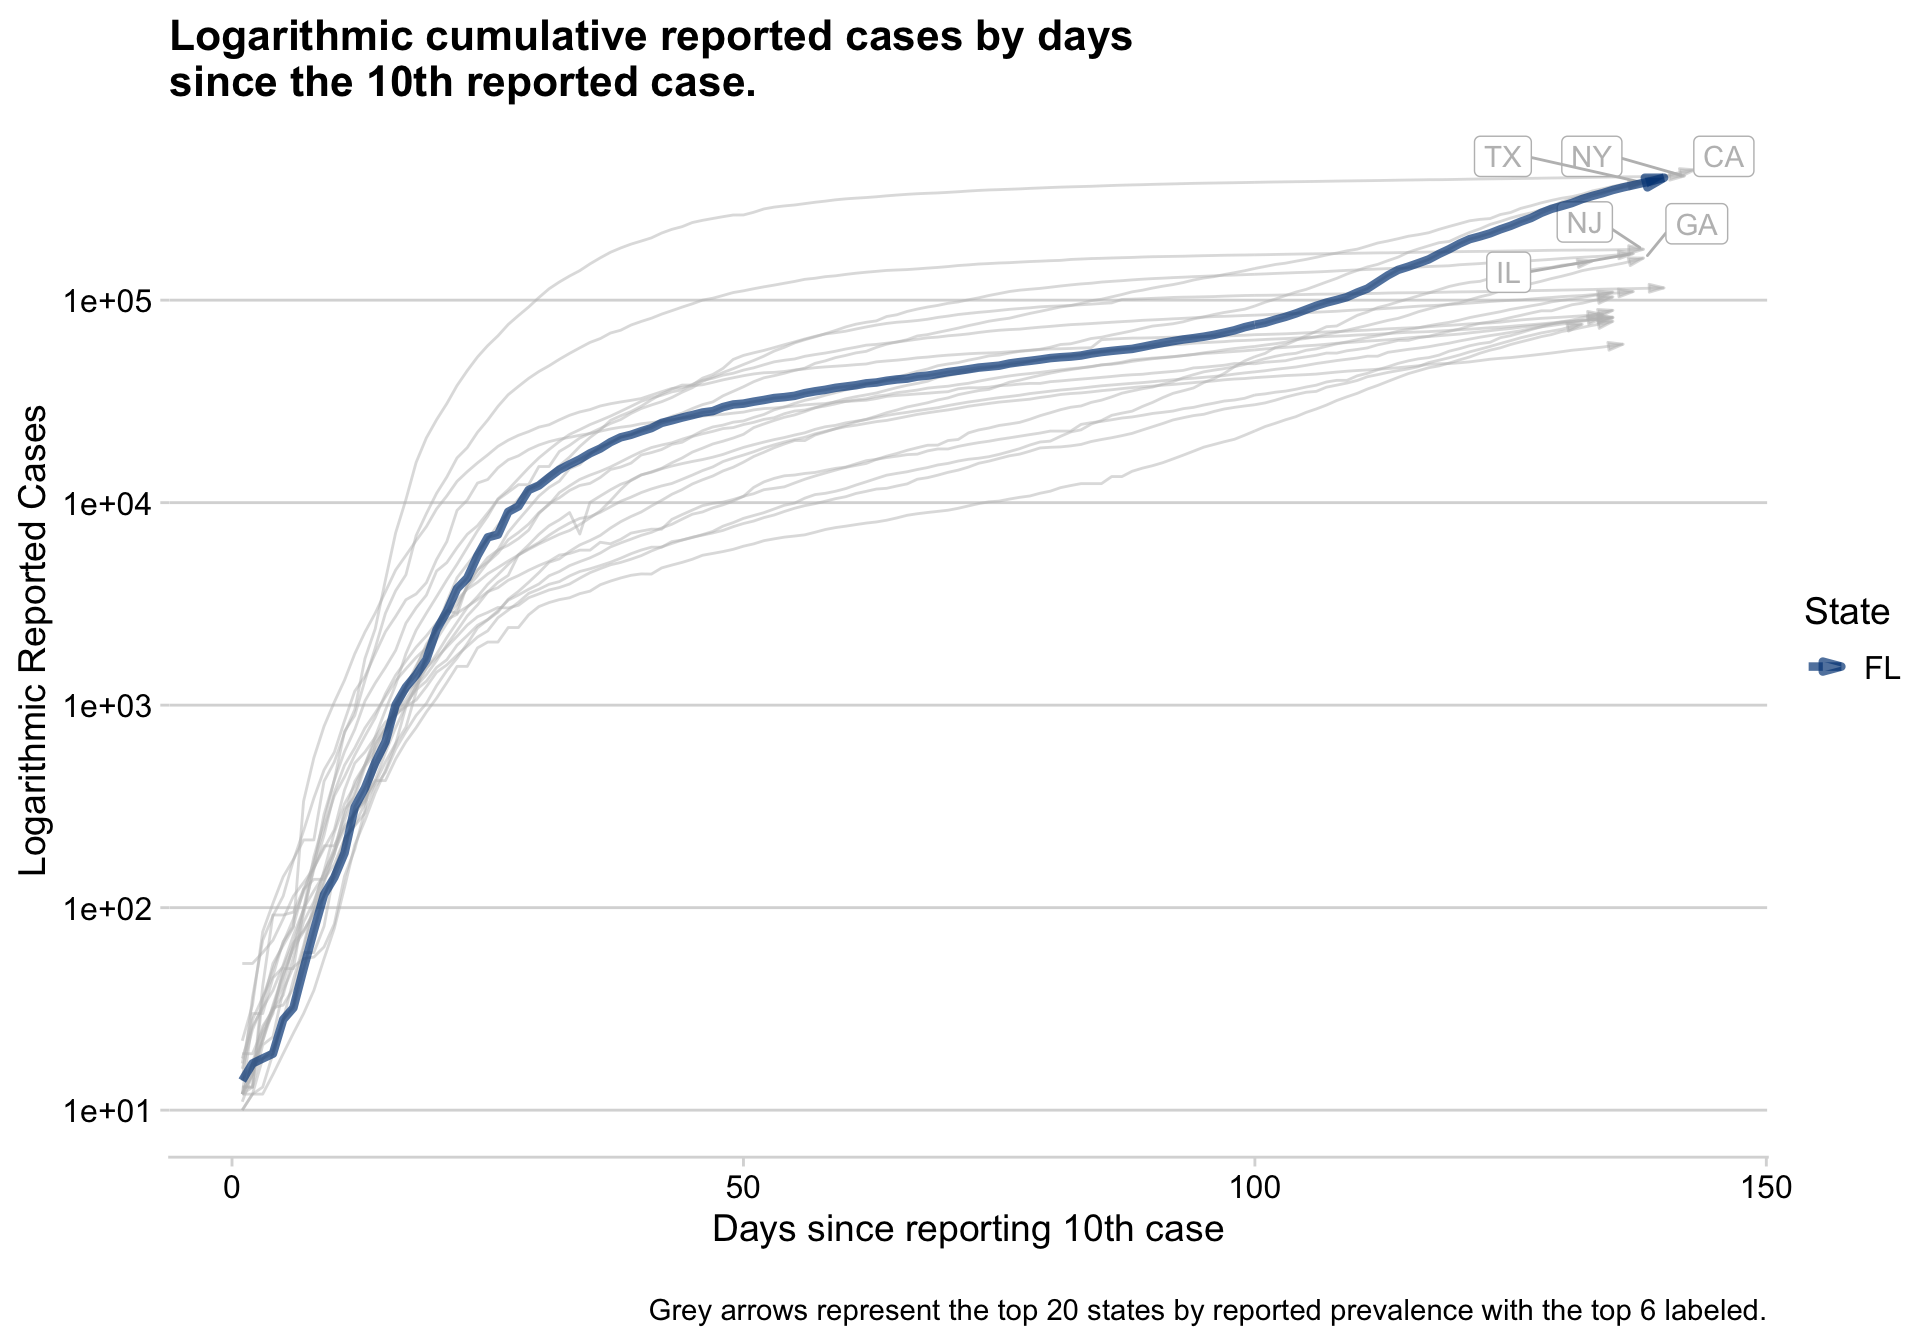 Logarithmic cumulative reported cases by days
since the 10th reported case.
TX
NY
CA
NJ
GA
IL
1e+05
1e+04
1e+03
1e+02
1e+01
Logarithmic Reported Cases
State
FL
0
50
100
150
Days since reporting 10th case
Grey arrows represent the top 20 states by reported prevalence with the top 6 labeled.